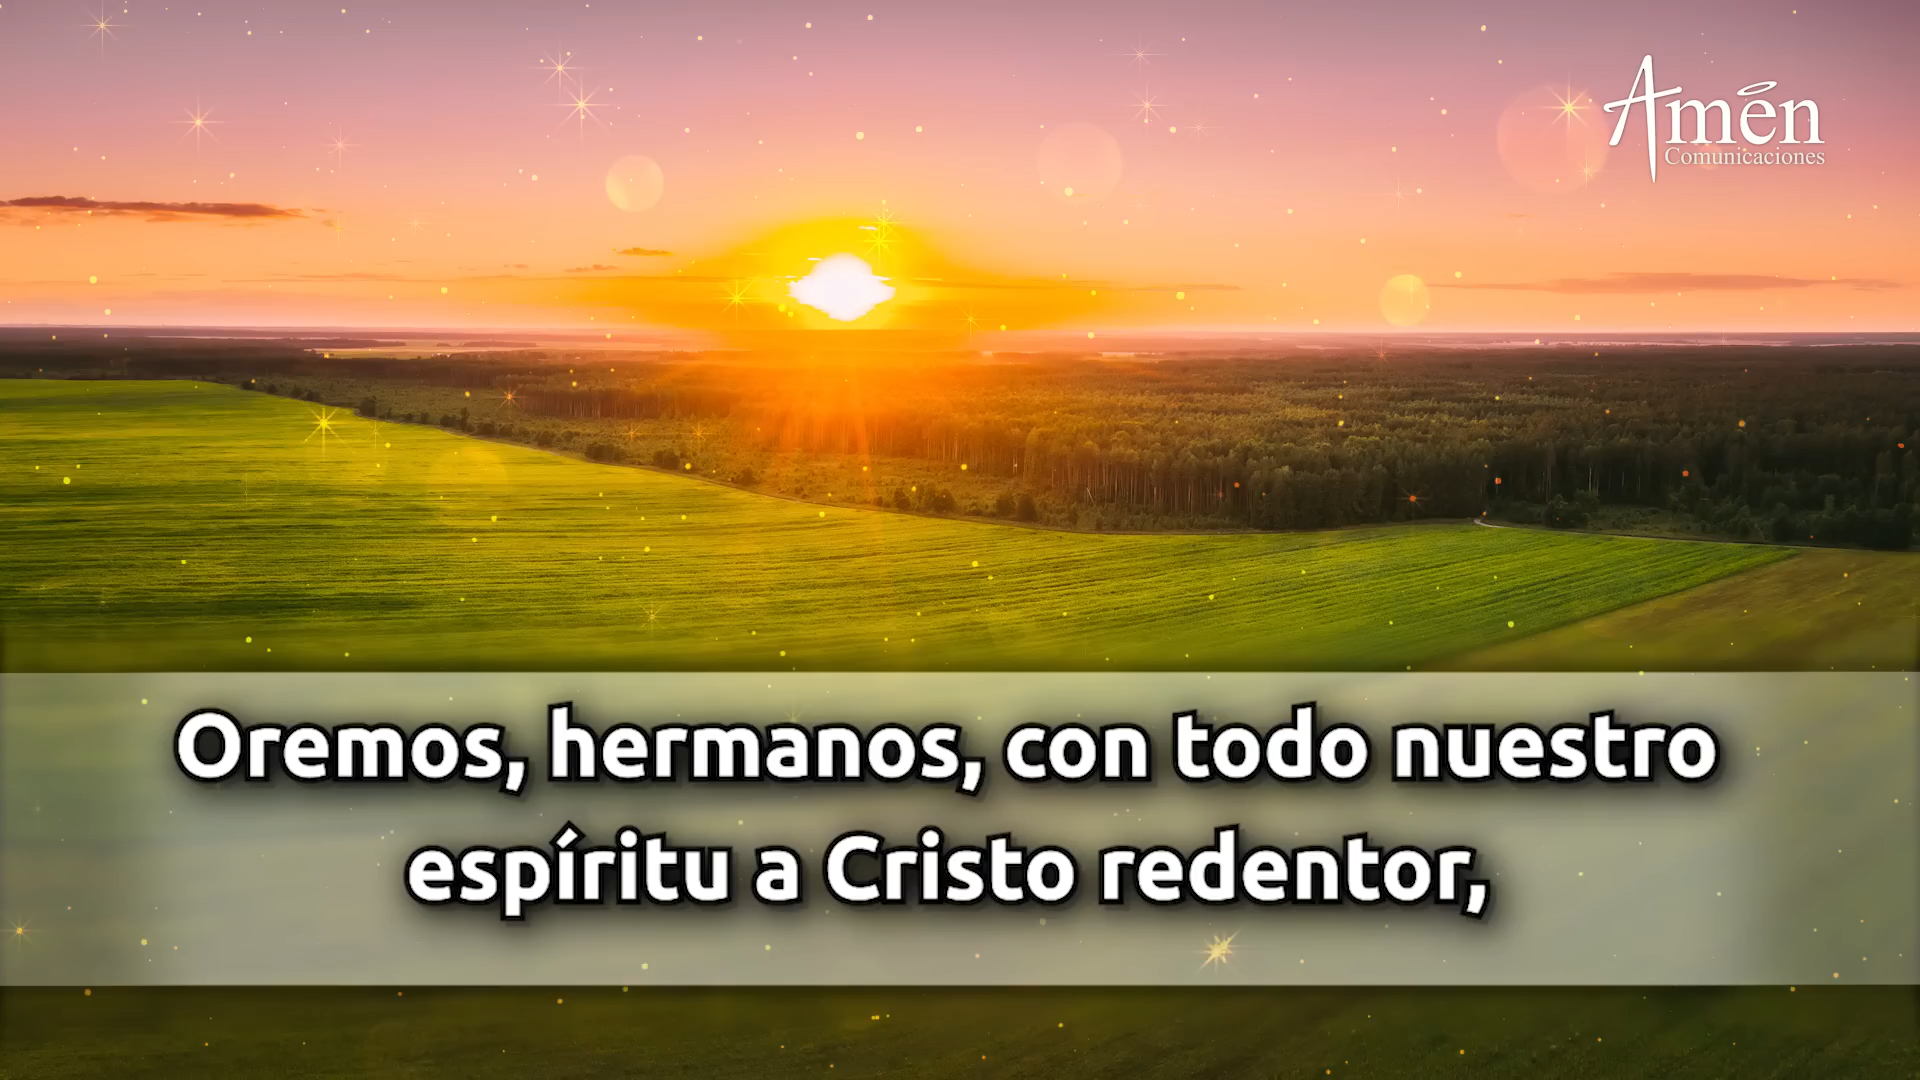 Amén
Comunicaciones
Oremos, hermanos, con todo nuestro
espíritu a Cristo redentor,